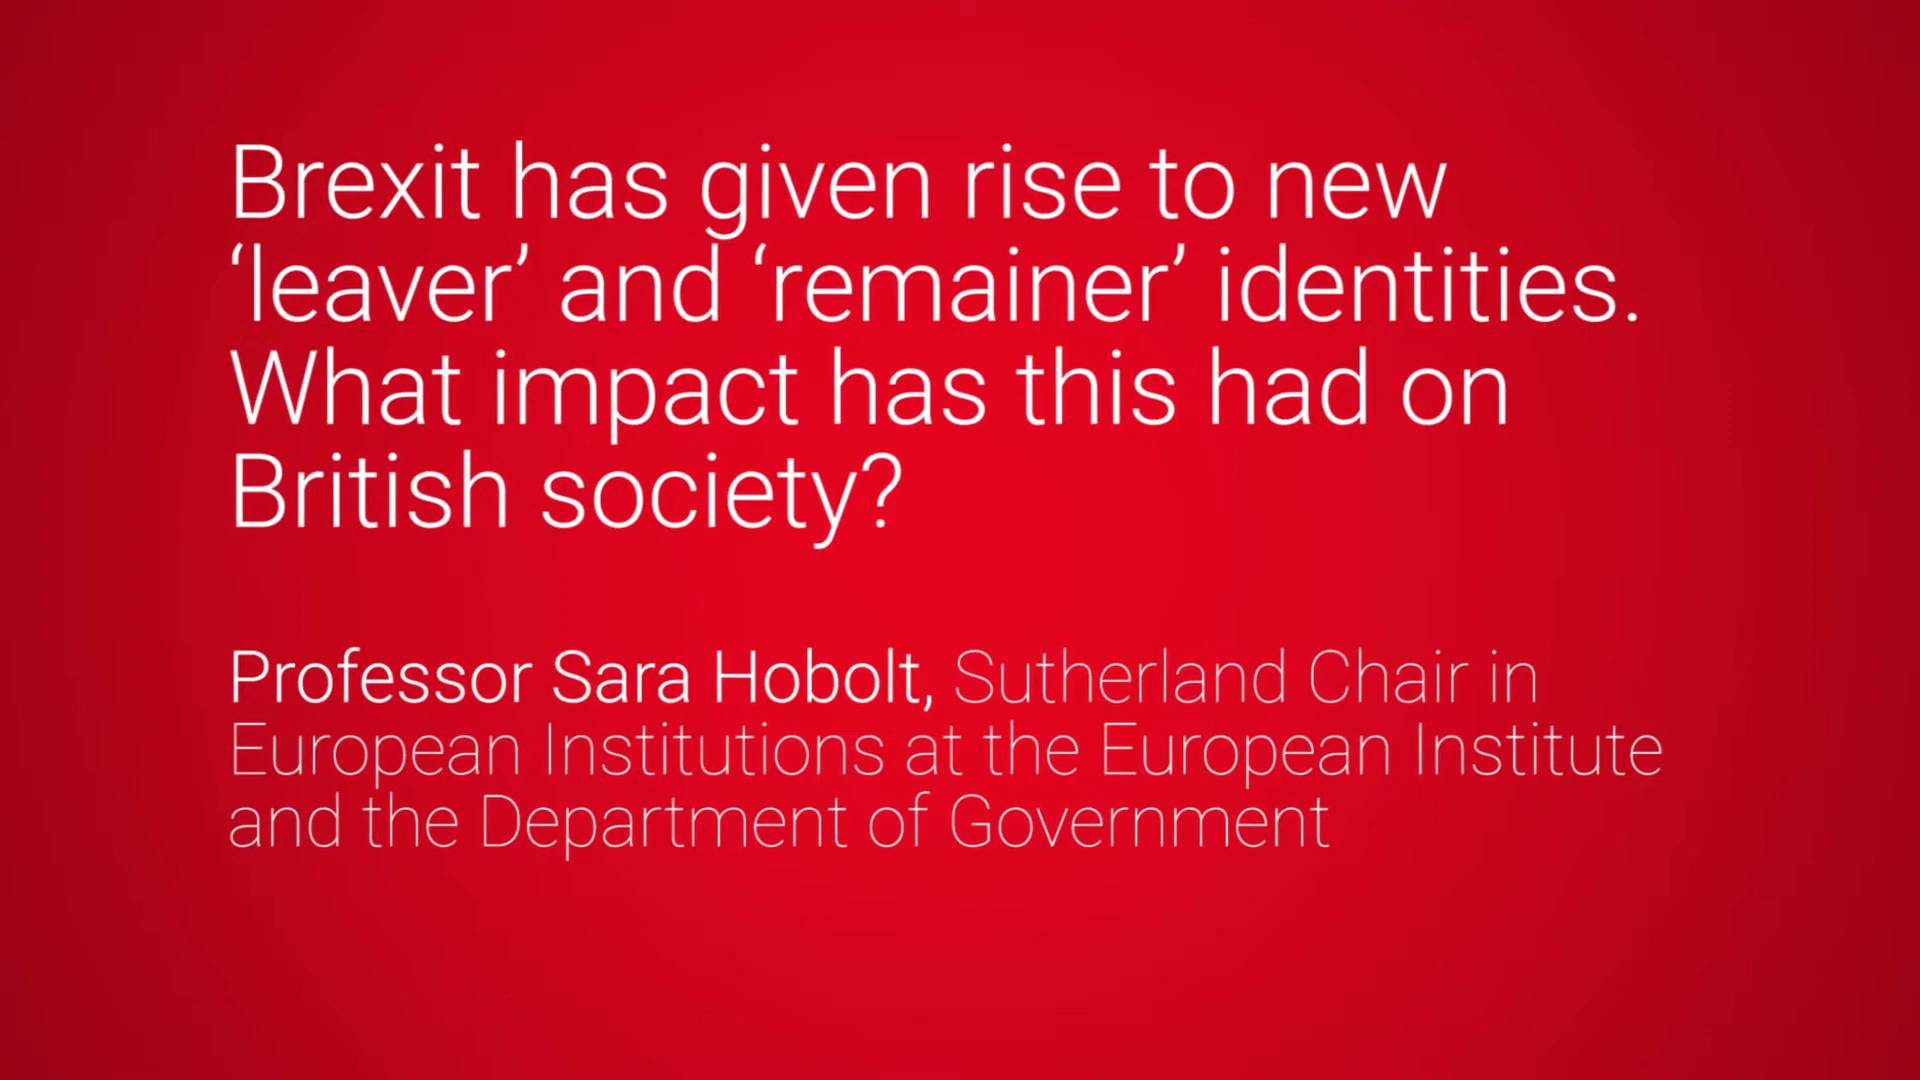 Brexit has given rise to new
‘leaver’ and ‘remainer’ identities.
What impact has this had on
British society?
Professor Sara Hobolt, Sutherland Chair in
European Institutions at the European Institute
and the Department of Government